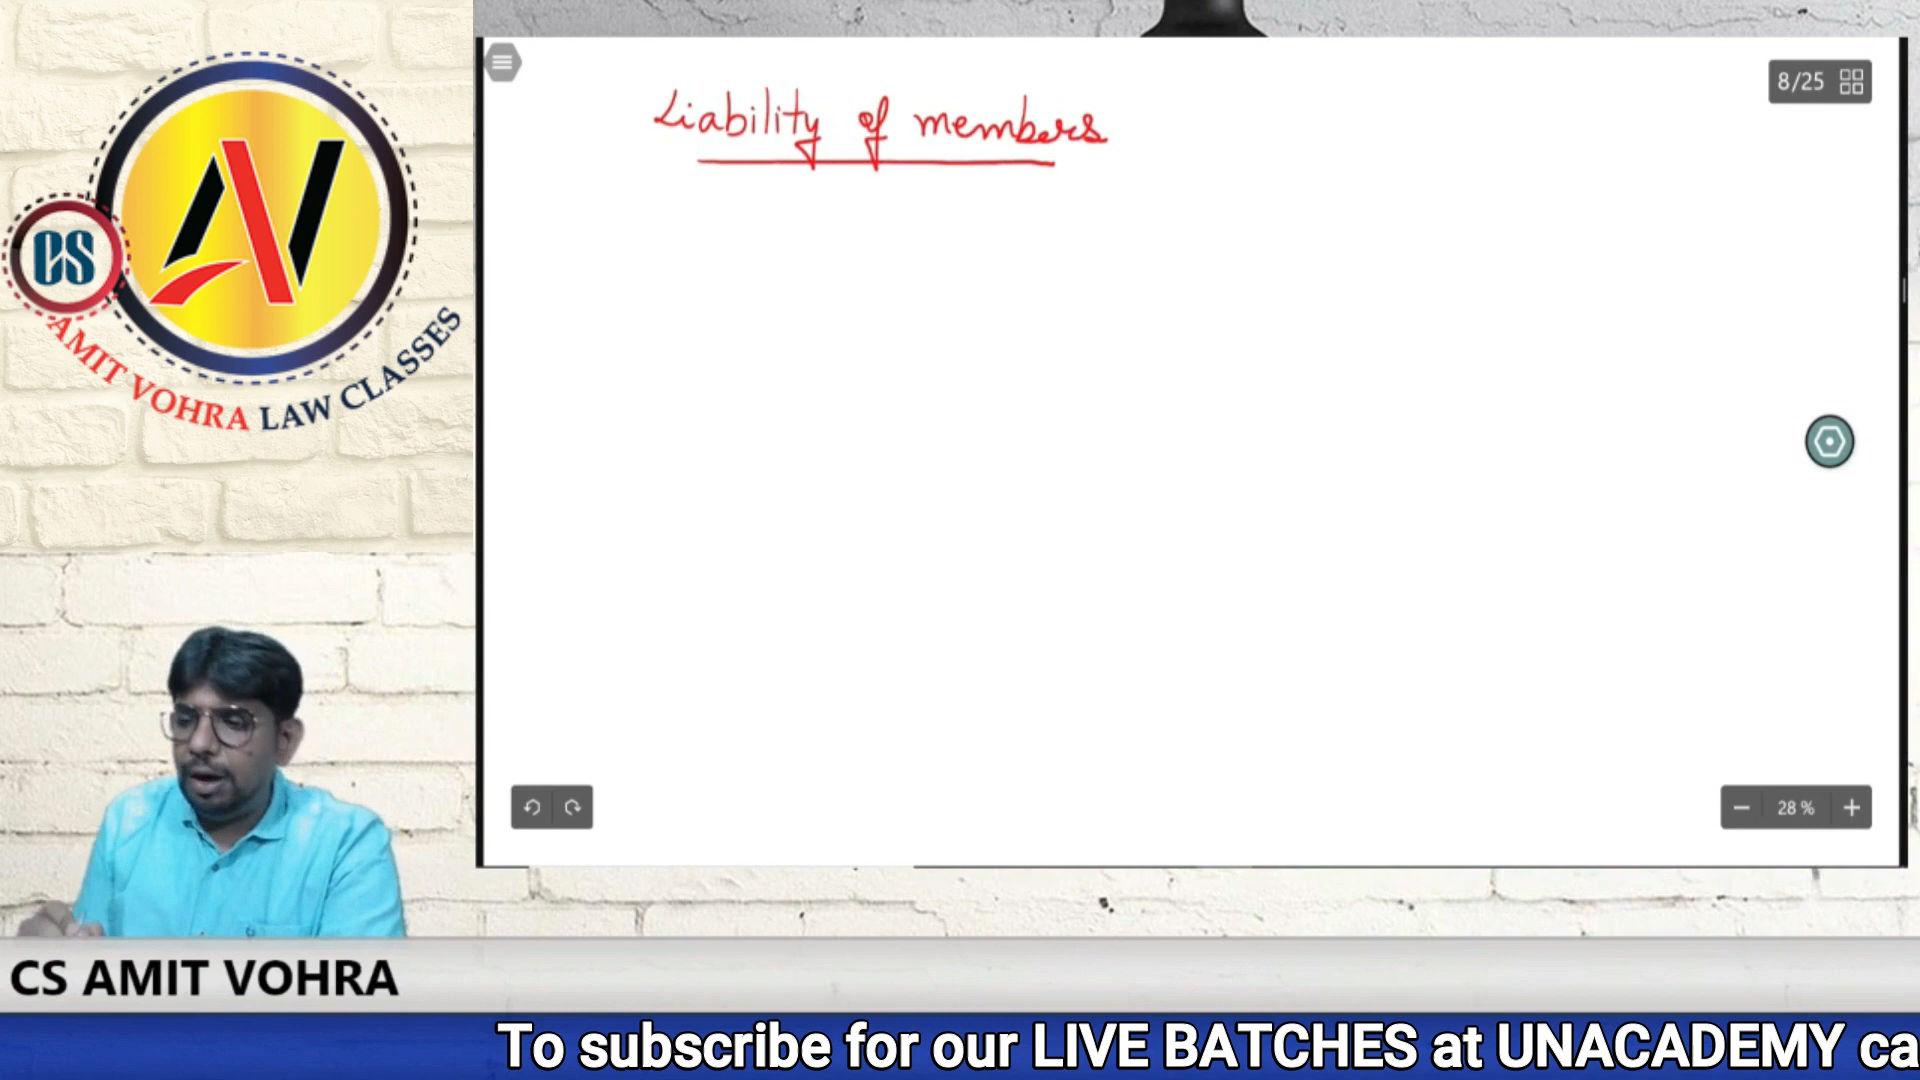 Liability of members
8/25
CS
AV
AMIT VOHRA LAW CLASSES
28 %
CS AMIT VOHRA
To subscribe for our LIVE BATCHES at UNACADEMY ca